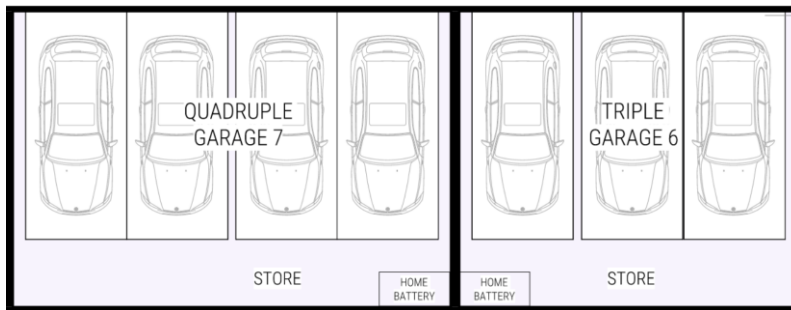 QUADRUPLE
GARAGE 7
TRIPLE
GARAGE 6
STORE
HOME
BATTERY
HOME
BATTERY
STORE